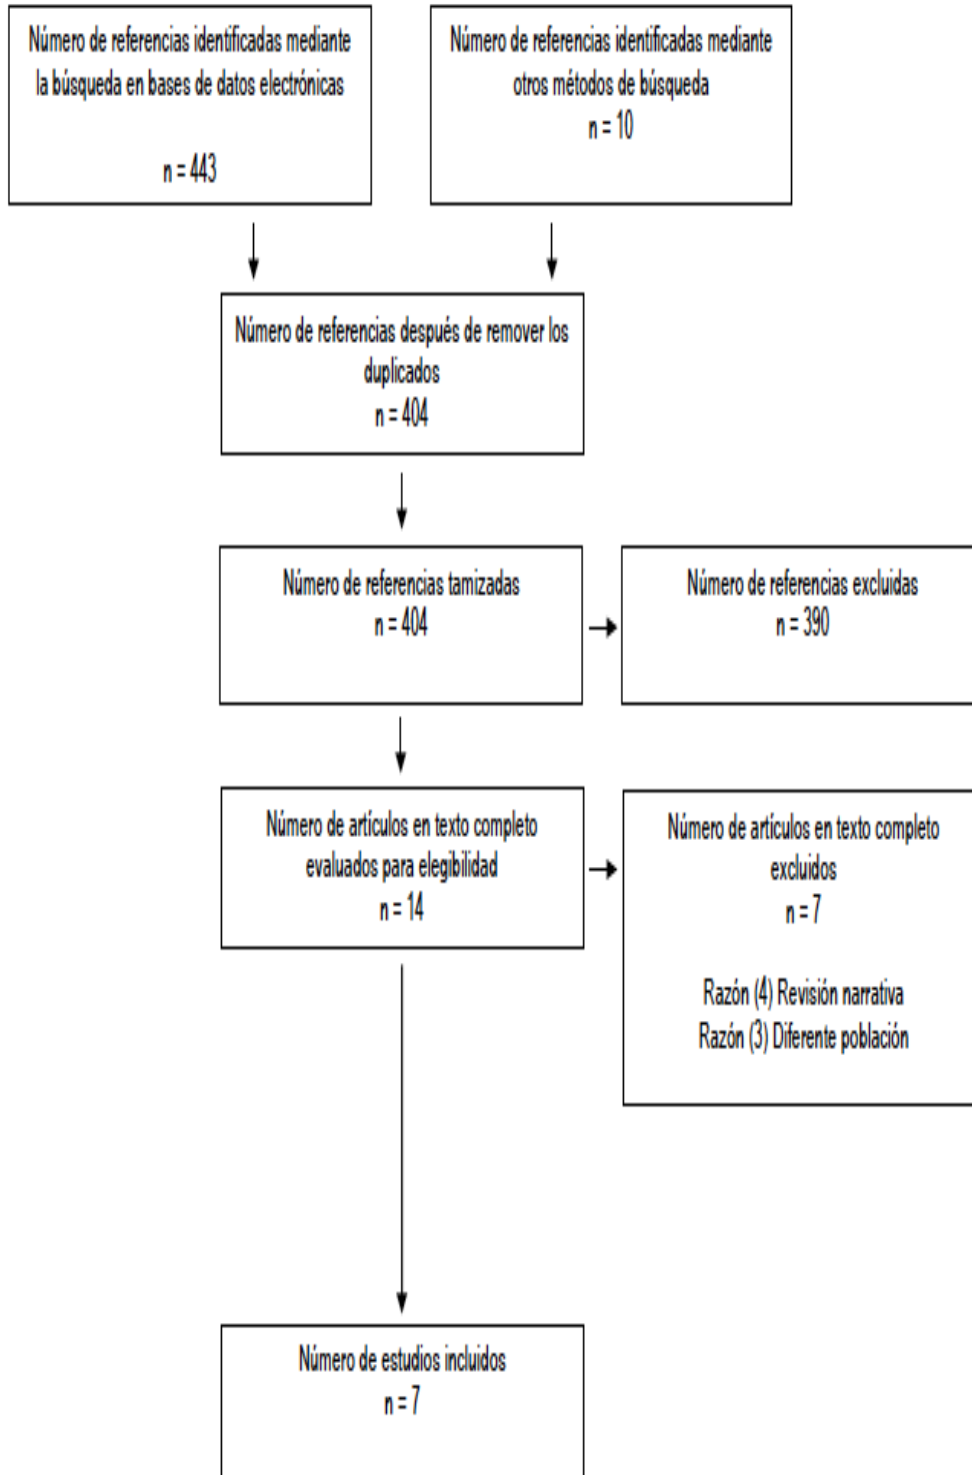 Número de referencias identificadas mediante
la búsqueda en bases de datos electrónicas
n = 443
Número de referencias identificadas mediante
otros métodos de búsqueda
n = 10
Número de referencias después de remover los
duplicados
n = 404
Número de referencias tamizadas
n = 404
Número de referencias excluidas
n = 390
Número de artículos en texto completo
evaluados para elegibilidad
n = 14
Número de artículos en texto completo
excluidos
n = 7
Razón (4) Revisión narrativa
Razón (3) Diferente población
Número de estudios incluidos
n = 7